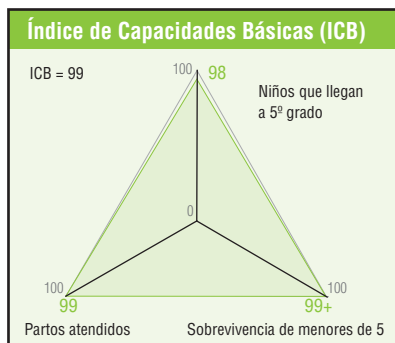 Índice de Capacidades Básicas (ICB)
ICB = 99
100
98
Niños que llegan
a 5º grado
0
100
100
99
99+
Partos atendidos
Sobrevivencia de menores de 5